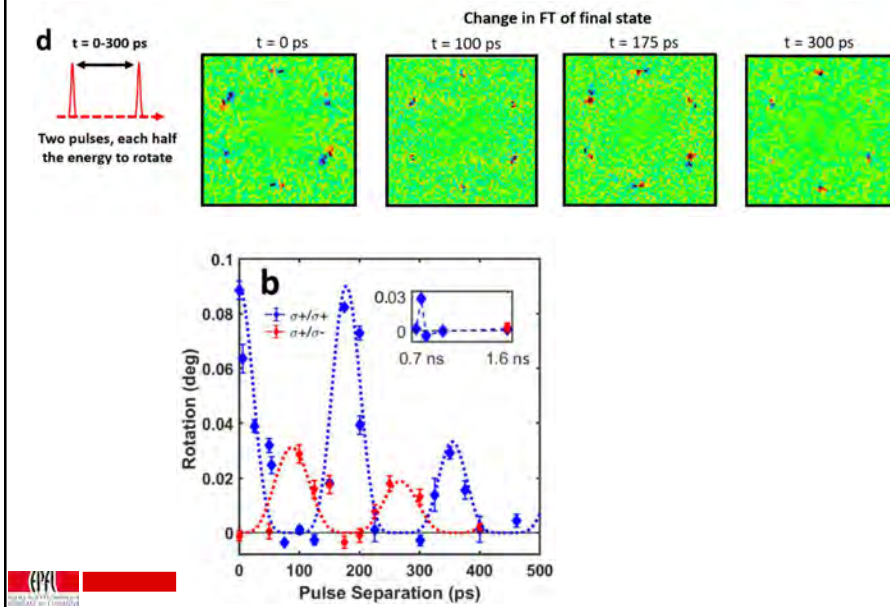 Change in FT of final state
d
t = 0-300 ps
t = 0 ps
t = 100 ps
t = 175 ps
t = 300 ps
Two pulses, each half
the energy to rotate
b
0.1
0.08
0.06
0.04
0.02
0
Rotation (deg)
σ+/σ+
σ+/σ-
0.03
0
0.7 ns
1.6 ns
0
100
200
300
400
500
Pulse Separation (ps)
EPFL